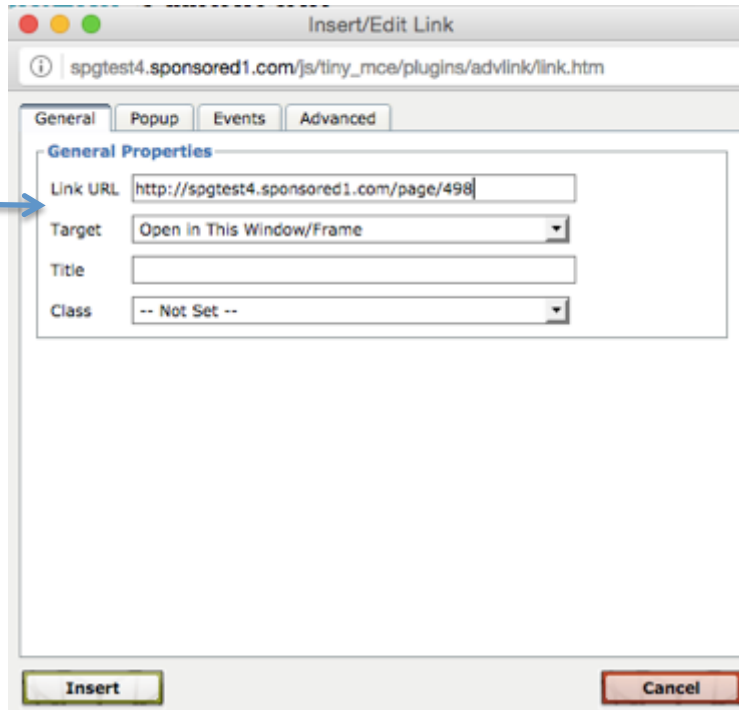 Insert/Edit Link
spgtest4.sponsored1.com/js/tiny_mce/plugins/advlink/link.htm
General Popup Events Advanced
General Properties
Link URL http://spgtest4.sponsored1.com/page/498
Target Open in This Window/Frame
Title
Class -- Not Set --
Insert Cancel